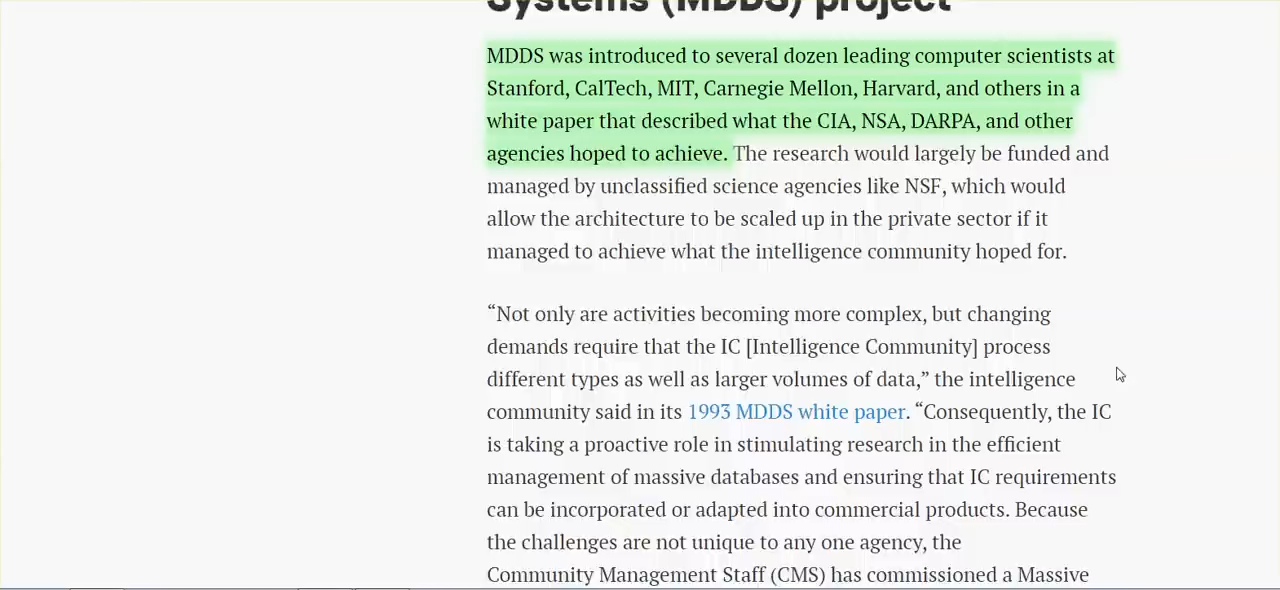 Systems (MDDS) project
MDDS was introduced to several dozen leading computer scientists at
Stanford, CalTech, MIT, Carnegie Mellon, Harvard, and others in a
white paper that described what the CIA, NSA, DARPA, and other
agencies hoped to achieve. The research would largely be funded and
managed by unclassified science agencies like NSF, which would
allow the architecture to be scaled up in the private sector if it
managed to achieve what the intelligence community hoped for.
“Not only are activities becoming more complex, but changing
demands require that the IC [Intelligence Community] process
different types as well as larger volumes of data,” the intelligence
community said in its 1993 MDDS white paper. “Consequently, the IC
is taking a proactive role in stimulating research in the efficient
management of massive databases and ensuring that IC requirements
can be incorporated or adapted into commercial products. Because
the challenges are not unique to any one agency, the
Community Management Staff (CMS) has commissioned a Massive